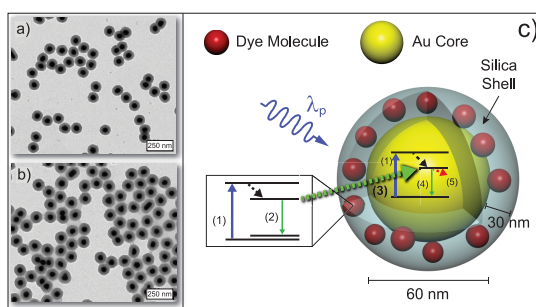 a)
250 nm
b)
250 nm
c)
Dye Molecule
Au Core
Silica
Shell
λp
(1)
(2)
(1)
(3)
(4)
(5)
30 nm
60 nm